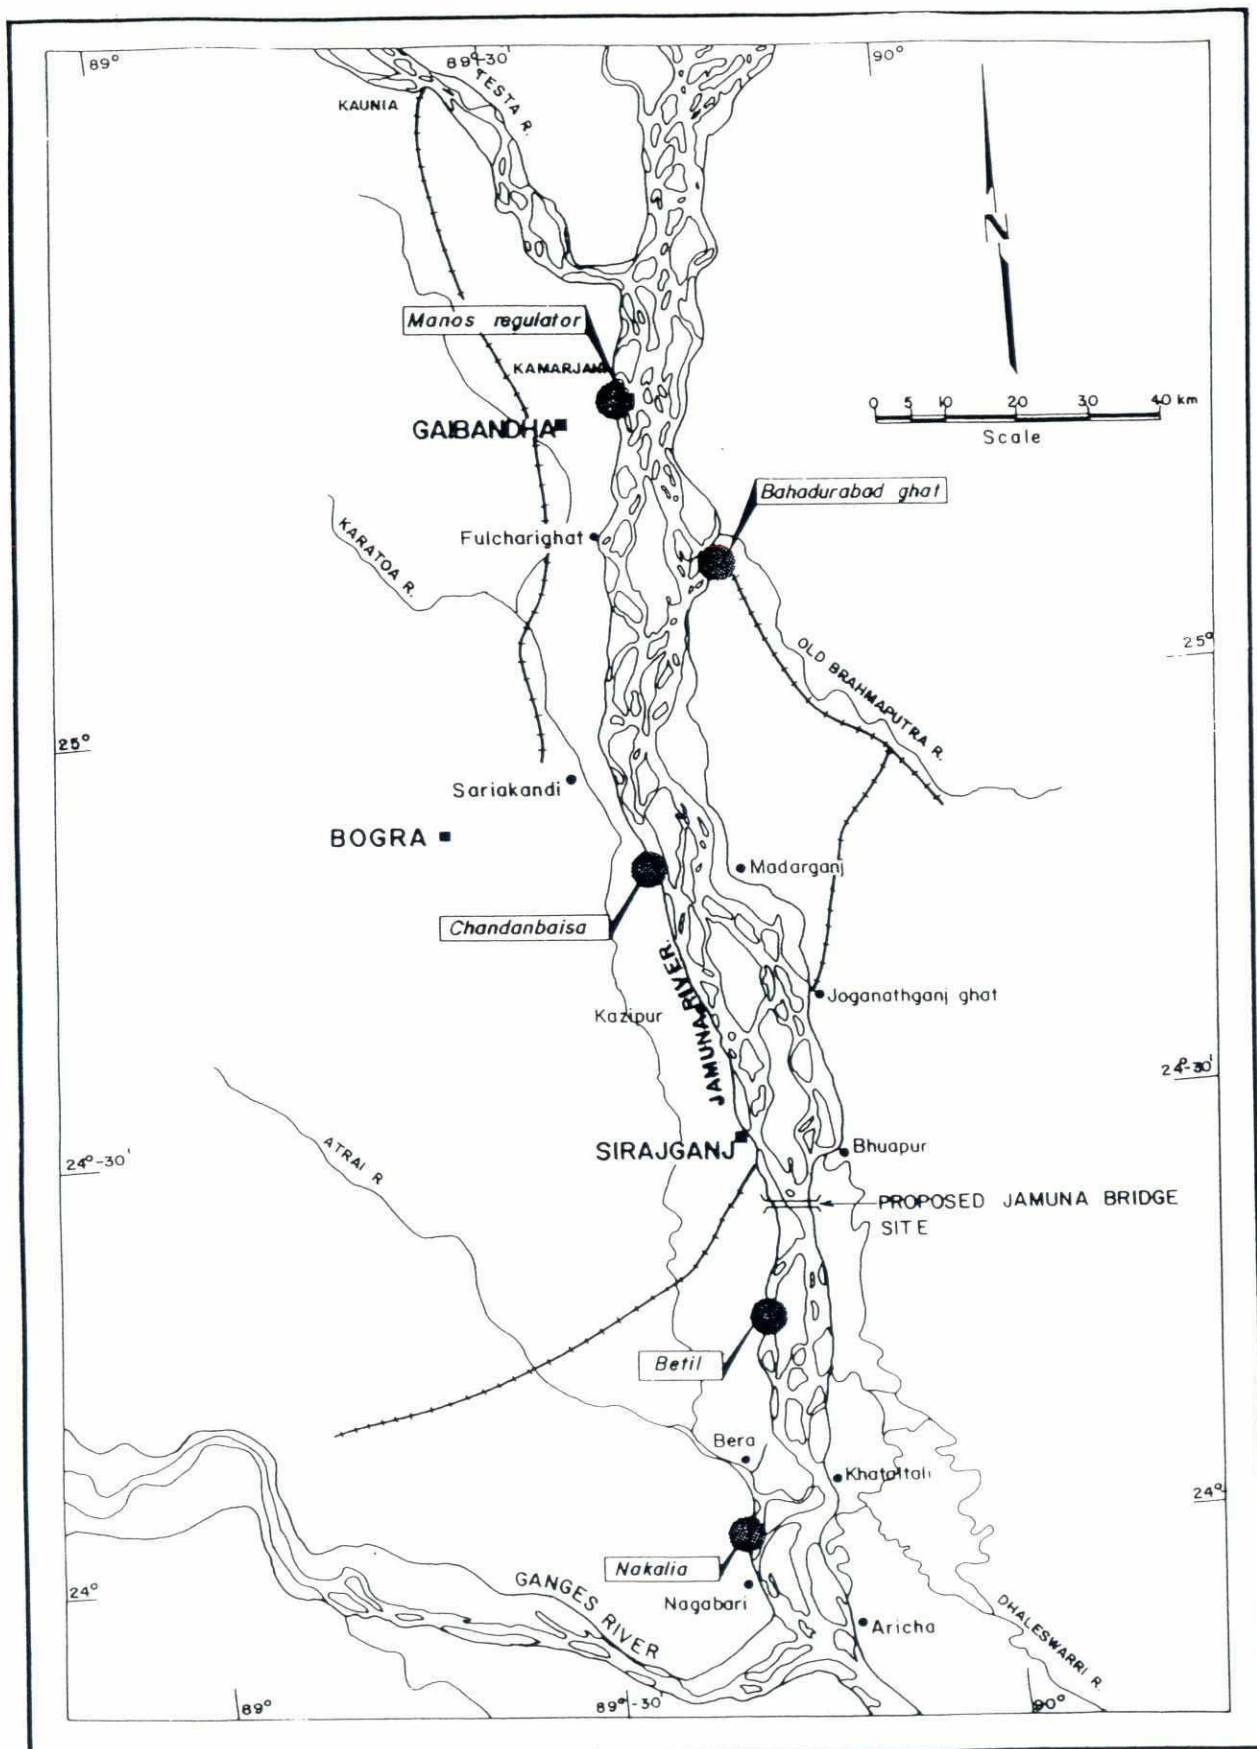 89°
89°-30'
90°
TESTA R.
KAUNIA
N
Manos regulator
KAMARJANI
0 5 10 20 30 40 km
Scale
GAIBANDHA
Bahadurabad ghat
KARATOA R.
Fulcharighat
OLD BRAHMAPUTRA R.
25°
25°
Sariakandi
BOGRA
Madarganj
Chandanbaisa
JAMUNA RIVER.
Kazipur
Joganathganj ghat
24°-30'
ATRAI R
SIRAJGANJ
Bhuapur
24°-30'
PROPOSED JAMUNA BRIDGE
SITE
Betil
Bera
Khataltali
24°
Nakalia
GANGES RIVER
24°
Nagabari
Aricha
DHALESWARRI R.
89°
89°-30
90°